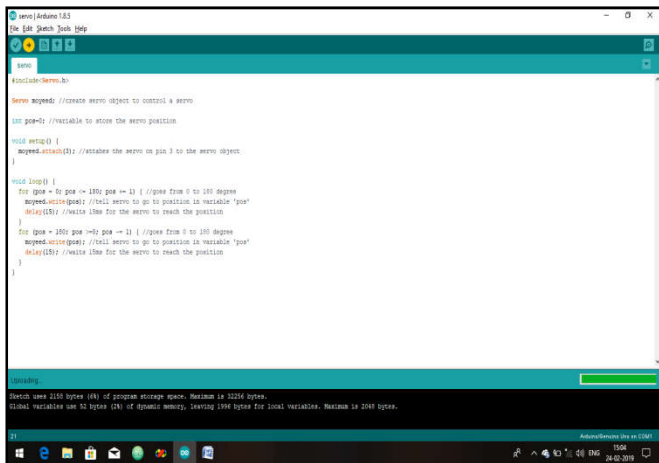 servo | Arduino 1.8.5
File Edit Sketch Tools Help
servo
#include<Servo.h>
Servo moyeed; //create servo object to control a servo
int pos=0; //variable to store the servo position
void setup() {
moyeed.attach(3); //attahes the servo on pin 3 to the servo object
}
void loop() {
for (pos = 0; pos <= 180; pos += 1) { //goes from 0 to 180 degree
moyeed.write(pos); //tell servo to go to position in variable 'pos'
delay(15); //waits 15ms for the servo to reach the position
}
for (pos = 180; pos >=0; pos -= 1) { //goes from 0 to 180 degree
moyeed.write(pos); //tell servo to go to position in variable 'pos'
delay(15); //waits 15ms for the servo to reach the position
}
}
Uploading...
Sketch uses 2158 bytes (6%) of program storage space. Maximum is 32256 bytes.
Global variables use 52 bytes (2%) of dynamic memory, leaving 1996 bytes for local variables. Maximum is 2048 bytes.
21
Arduino/Genuino Uno on COM1
ENG
15:04
24-02-2019